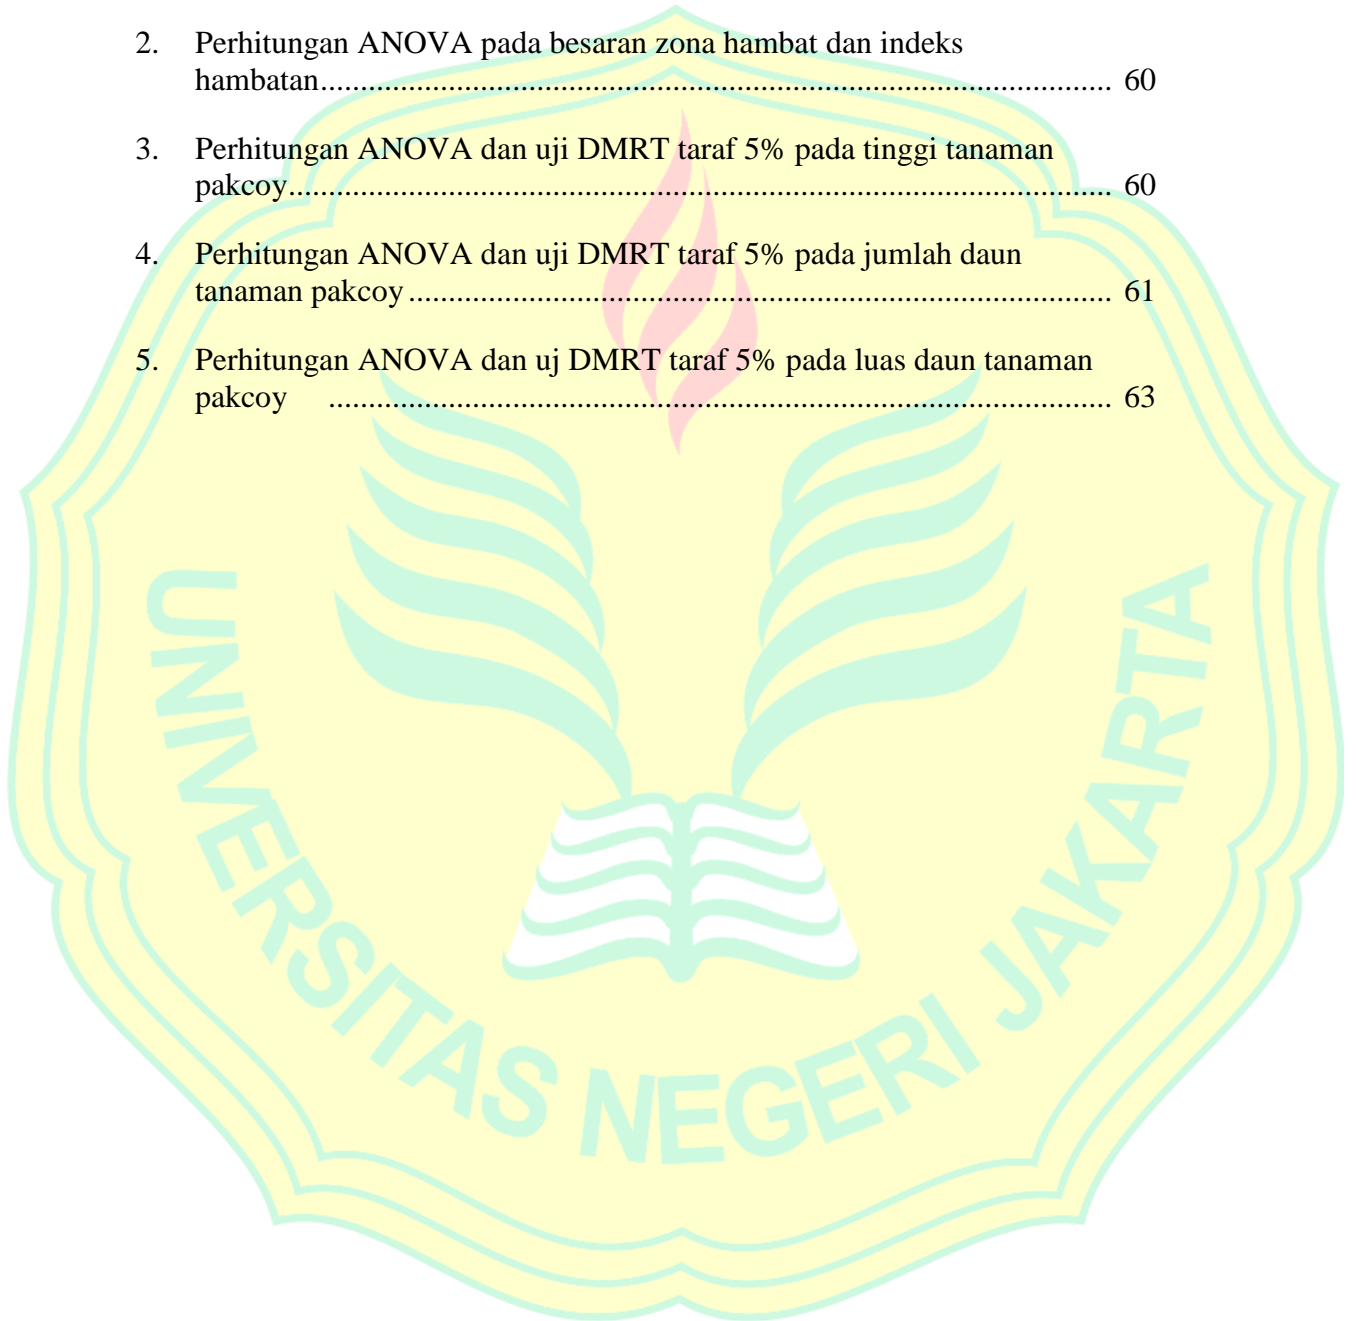 2. Perhitungan ANOVA pada besaran zona hambat dan indeks
hambatan.................................................................................................. 60
3. Perhitungan ANOVA dan uji DMRT taraf 5% pada tinggi tanaman
pakcoy...................................................................................................... 60
4. Perhitungan ANOVA dan uji DMRT taraf 5% pada jumlah daun
tanaman pakcoy ....................................................................................... 61
5. Perhitungan ANOVA dan uj DMRT taraf 5% pada luas daun tanaman
pakcoy ................................................................................................. 63
UNIVERSITAS NEGERI JAKARTA